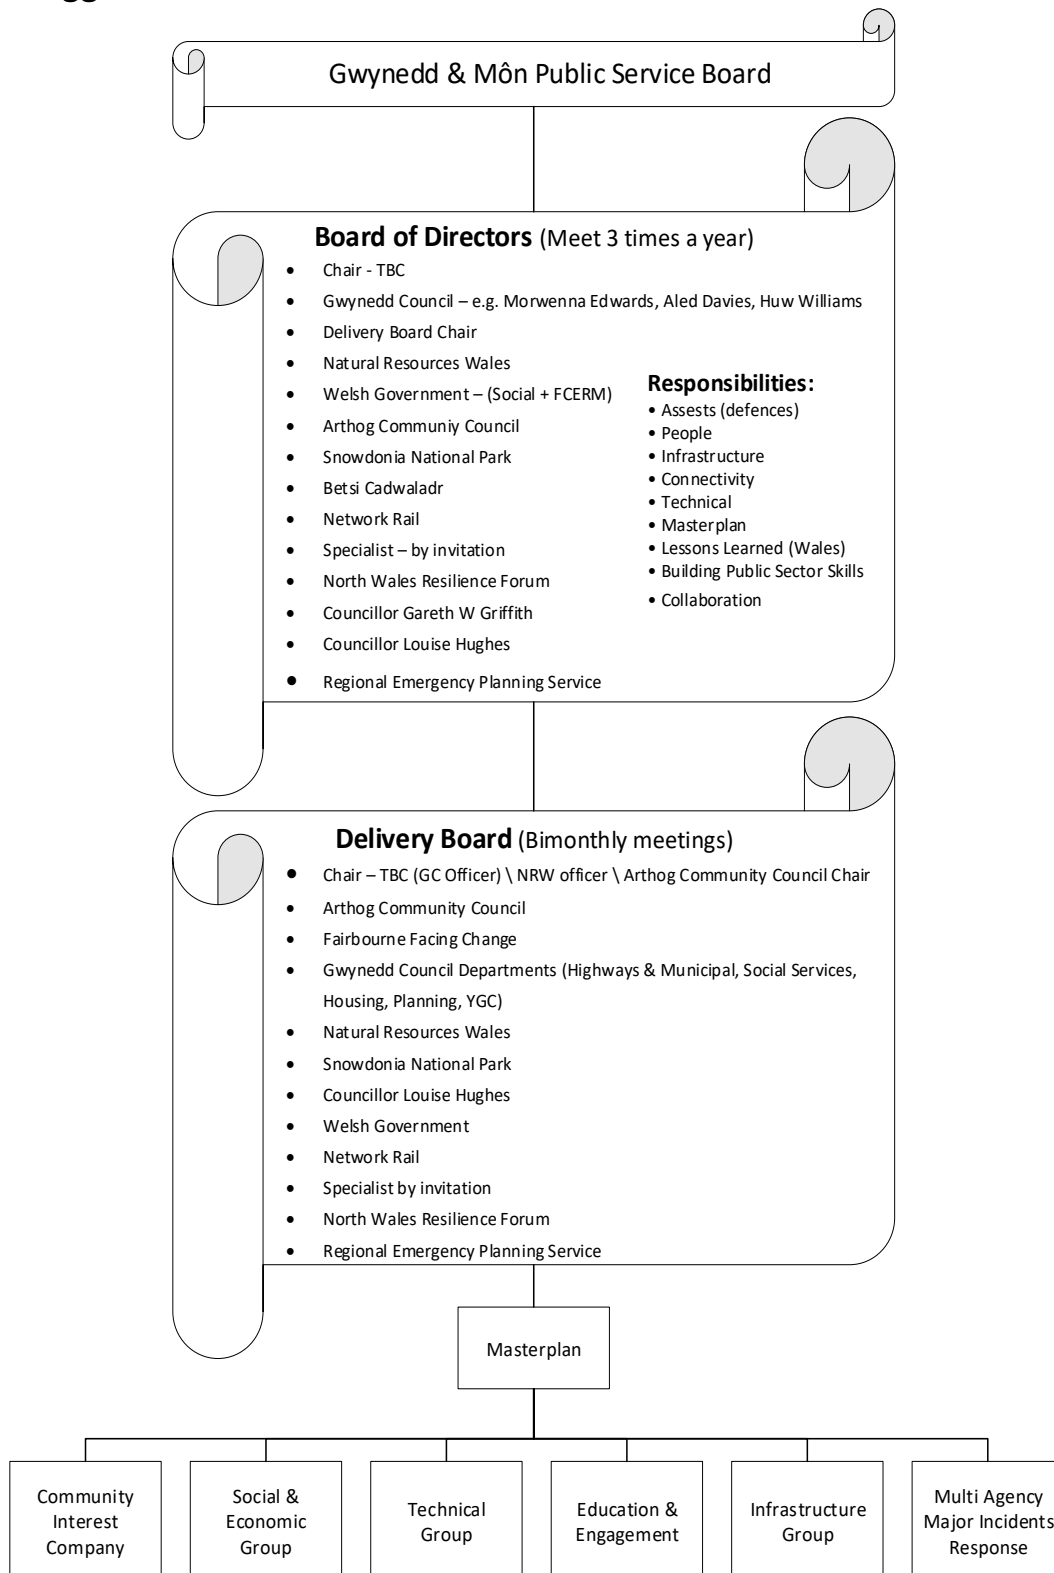 Gwynedd & Môn Public Service Board
Board of Directors (Meet 3 times a year)
• Chair - TBC
• Gwynedd Council – e.g. Morwenna Edwards, Aled Davies, Huw Williams
• Delivery Board Chair
• Natural Resources Wales
• Welsh Government – (Social + FCERM)
• Arthog Communiy Council
• Snowdonia National Park
• Betsi Cadwaladr
• Network Rail
• Specialist – by invitation
• North Wales Resilience Forum
• Councillor Gareth W Griffith
• Councillor Louise Hughes
• Regional Emergency Planning Service
Responsibilities:
• Assests (defences)
• People
• Infrastructure
• Connectivity
• Technical
• Masterplan
• Lessons Learned (Wales)
• Building Public Sector Skills
• Collaboration
Delivery Board (Bimonthly meetings)
• Chair – TBC (GC Officer) \ NRW officer \ Arthog Community Council Chair
• Arthog Community Council
• Fairbourne Facing Change
• Gwynedd Council Departments (Highways & Municipal, Social Services,
Housing, Planning, YGC)
• Natural Resources Wales
• Snowdonia National Park
• Councillor Louise Hughes
• Welsh Government
• Network Rail
• Specialist by invitation
• North Wales Resilience Forum
• Regional Emergency Planning Service
Masterplan
Community
Interest
Company
Social &
Economic
Group
Technical
Group
Education &
Engagement
Infrastructure
Group
Multi Agency
Major Incidents
Response